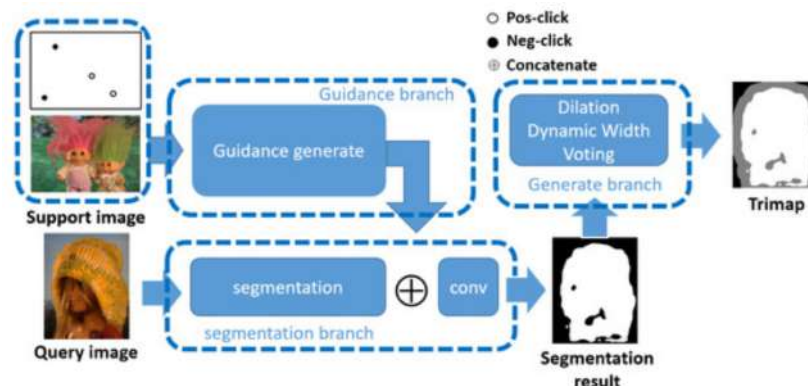 Pos-click
Neg-click
Concatenate
Guidance branch
Guidance generate
Support image
Dilation
Dynamic Width
Voting
Generate branch
Trimap
segmentation
conv
segmentation branch
Query image
Segmentation
result